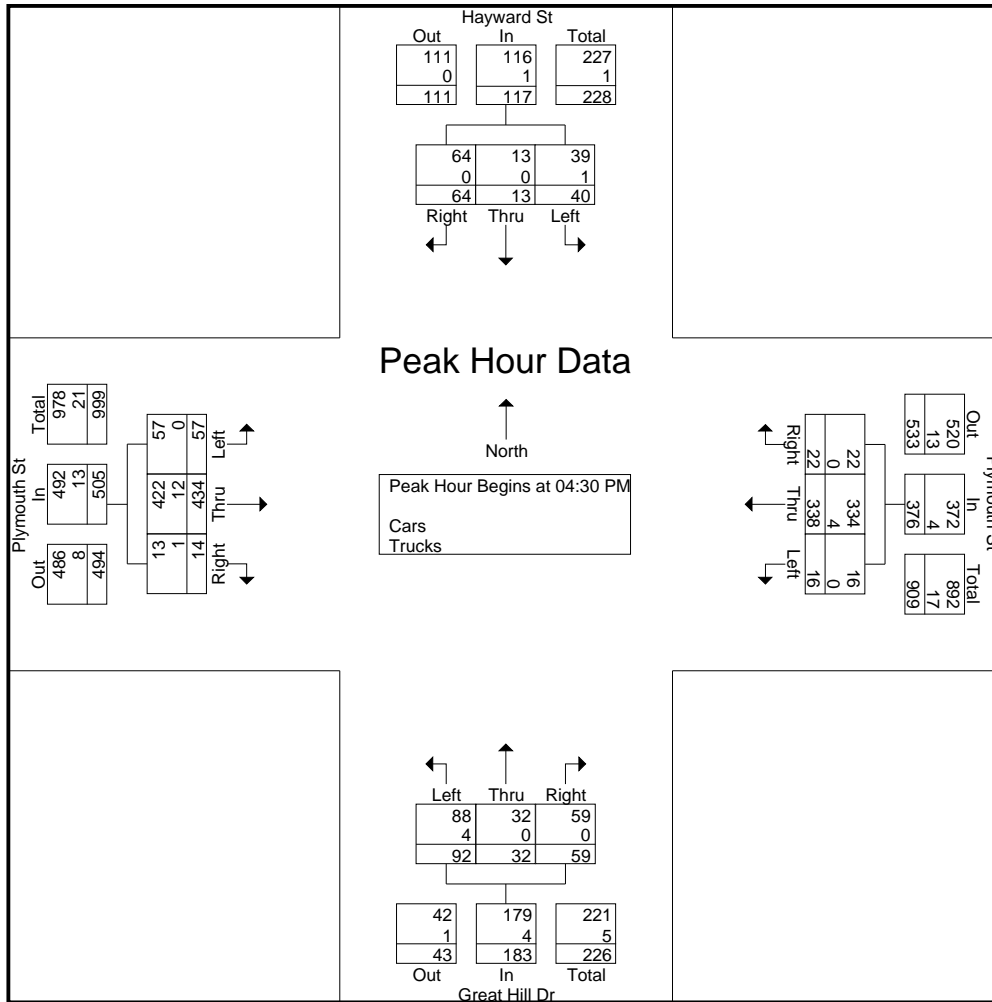 Hayward St
Out In Total
111 116 227
0 1 1
111 117 228
64 13 39
0 0 1
64 13 40
Right Thru Left
Peak Hour Data
North
Peak Hour Begins at 04:30 PM
Cars
Trucks
Plymouth St
Out In Total
486 492 978
8 13 21
494 505 999
13 422 57
1 12 0
14 434 57
Right Thru Left
Plymouth St
Out In Total
520 372 892
13 4 17
533 376 909
22 334 16
0 4 0
22 338 16
Right Thru Left
Left Thru Right
88 32 59
4 0 0
92 32 59
42 179 221
1 4 5
43 183 226
Out In Total
Great Hill Dr